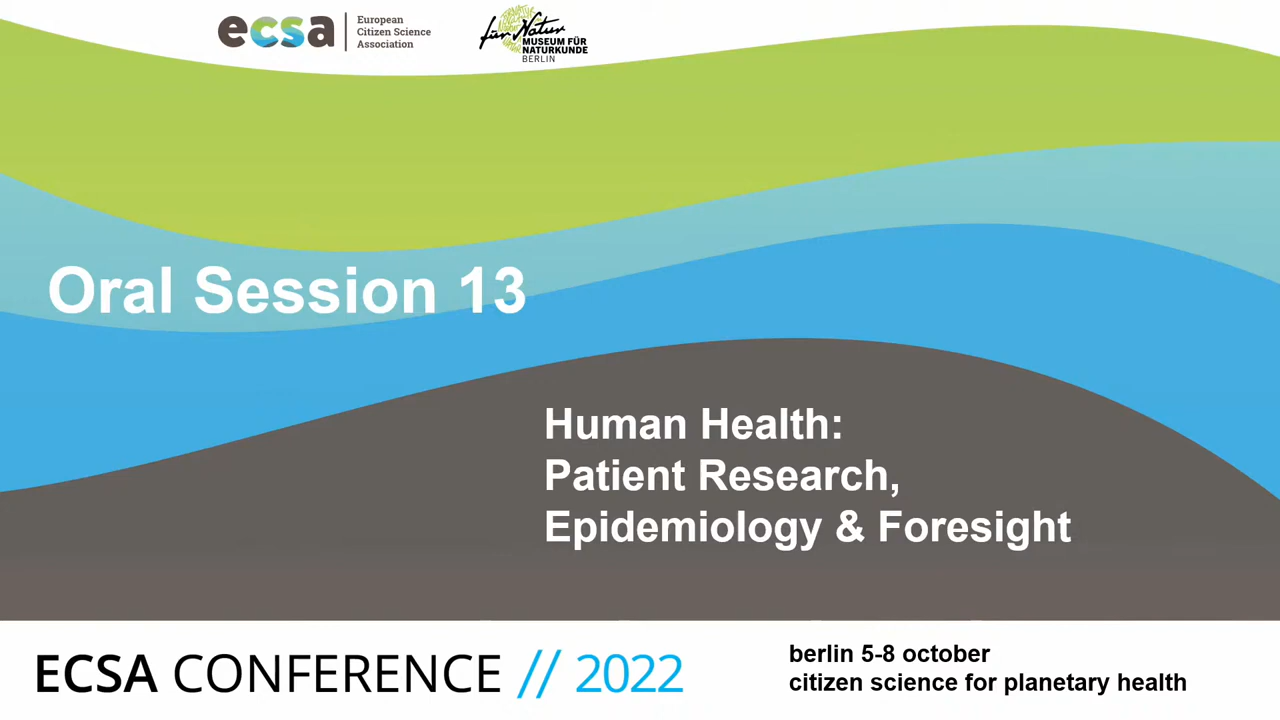 ecsa
European
Citizen Science
Association
für Natur
MUSEUM FÜR
NATURKUNDE
BERLIN
Oral Session 13
Human Health:
Patient Research,
Epidemiology & Foresight
ECSA CONFERENCE // 2022
berlin 5-8 october
citizen science for planetary health